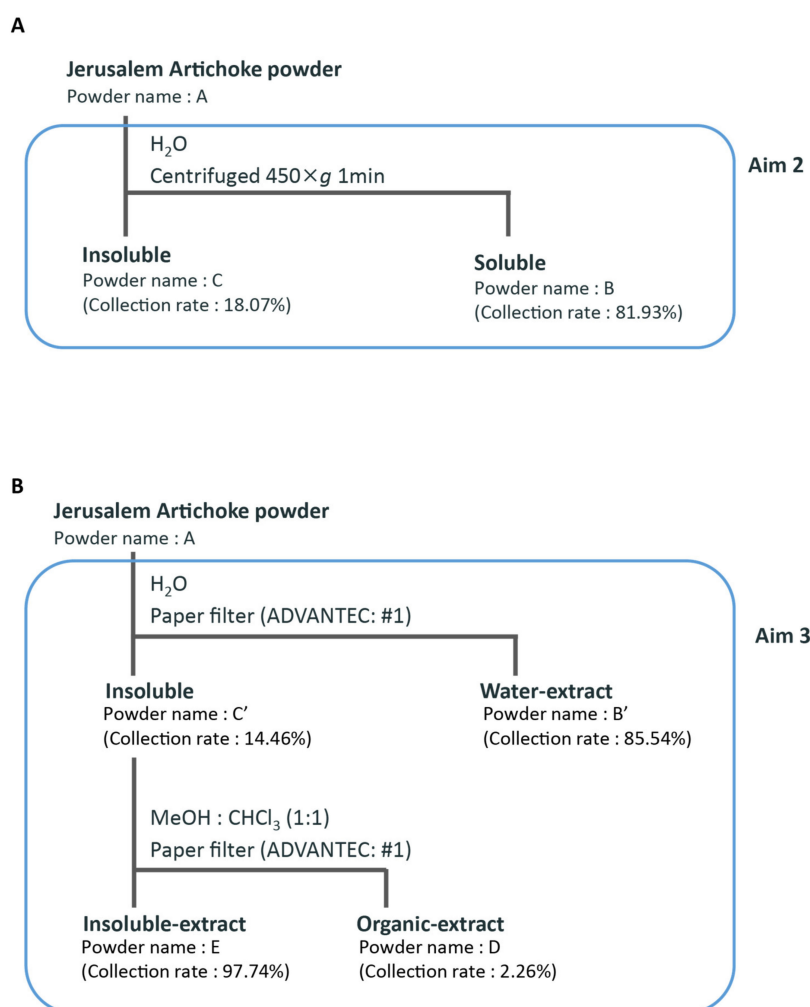 A
Jerusalem Artichoke powder
Powder name : A
H₂O
Centrifuged 450×g 1min
Aim 2
Insoluble
Powder name : C
(Collection rate : 18.07%)
Soluble
Powder name : B
(Collection rate : 81.93%)
B
Jerusalem Artichoke powder
Powder name : A
H₂O
Paper filter (ADVANTEC: #1)
Aim 3
Insoluble
Powder name : C’
(Collection rate : 14.46%)
Water-extract
Powder name : B’
(Collection rate : 85.54%)
MeOH : CHCl₃ (1:1)
Paper filter (ADVANTEC: #1)
Insoluble-extract
Powder name : E
(Collection rate : 97.74%)
Organic-extract
Powder name : D
(Collection rate : 2.26%)